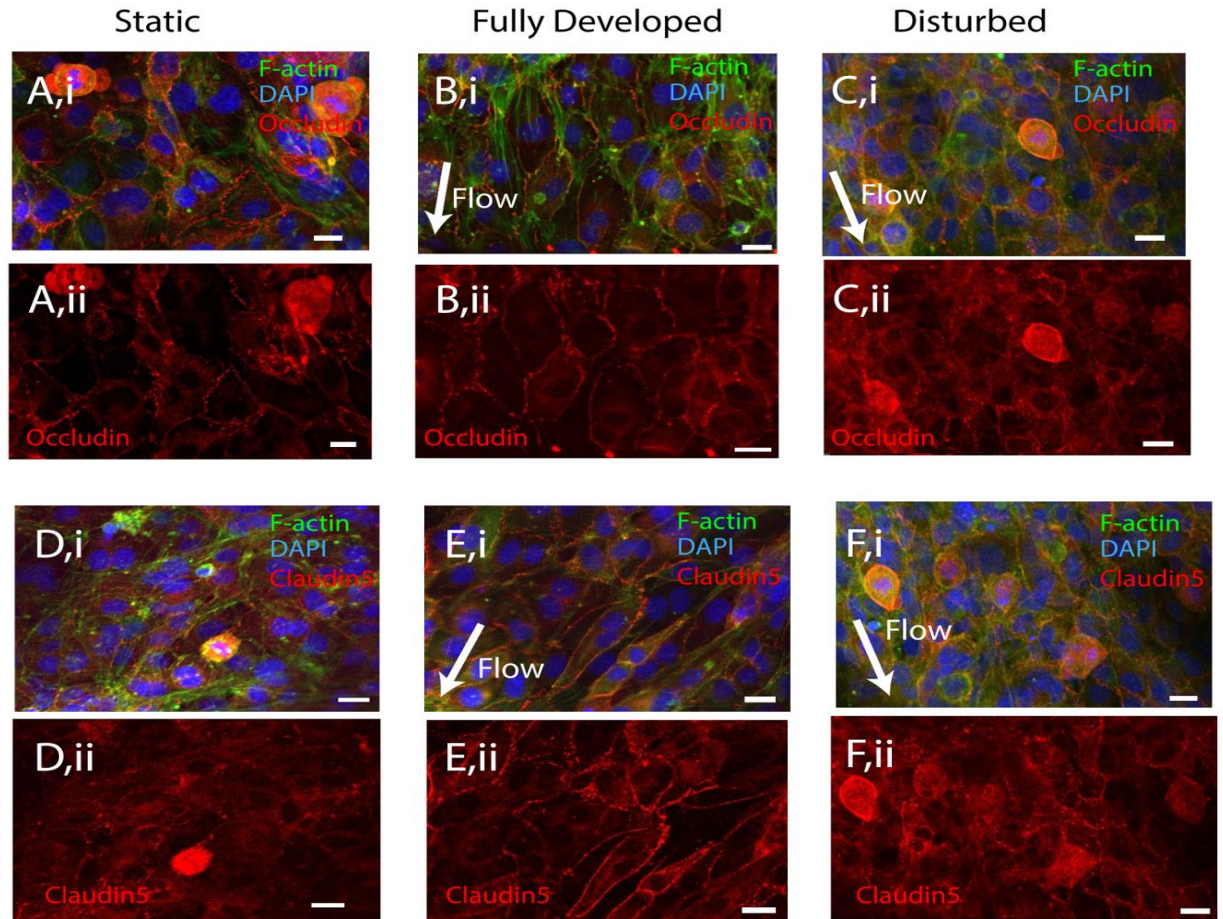 Static
Fully Developed
Disturbed
A,i
F-actin
DAPI
Occludin
B,i
F-actin
DAPI
Occludin
Flow
C,i
F-actin
DAPI
Occludin
Flow
A,ii
Occludin
B,ii
Occludin
C,ii
Occludin
D,i
F-actin
DAPI
Claudin5
E,i
F-actin
DAPI
Claudin5
Flow
F,i
F-actin
DAPI
Claudin5
Flow
D,ii
Claudin5
E,ii
Claudin5
F,ii
Claudin5